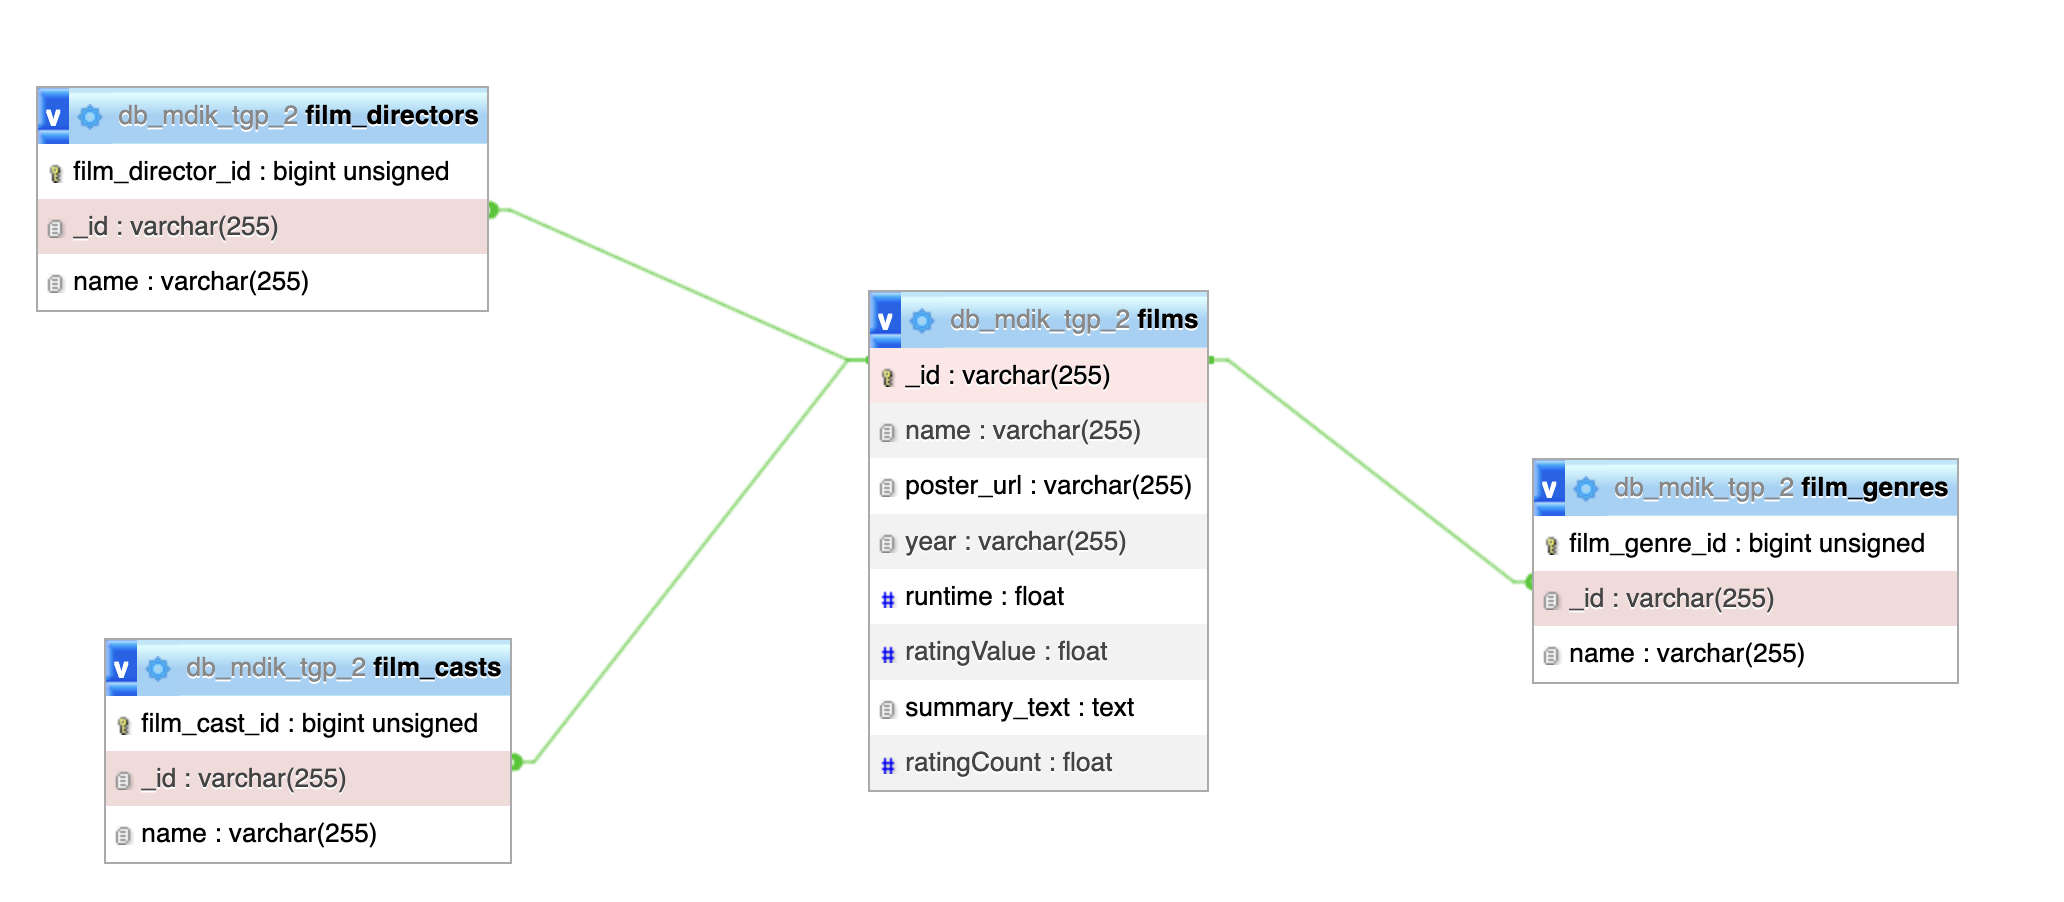 v db_mdik_tgp_2 film_directors
film_director_id : bigint unsigned
_id : varchar(255)
name : varchar(255)
v db_mdik_tgp_2 films
_id : varchar(255)
name : varchar(255)
poster_url : varchar(255)
year : varchar(255)
# runtime : float
# ratingValue : float
summary_text : text
# ratingCount : float
v db_mdik_tgp_2 film_genres
film_genre_id : bigint unsigned
_id : varchar(255)
name : varchar(255)
v db_mdik_tgp_2 film_casts
film_cast_id : bigint unsigned
_id : varchar(255)
name : varchar(255)